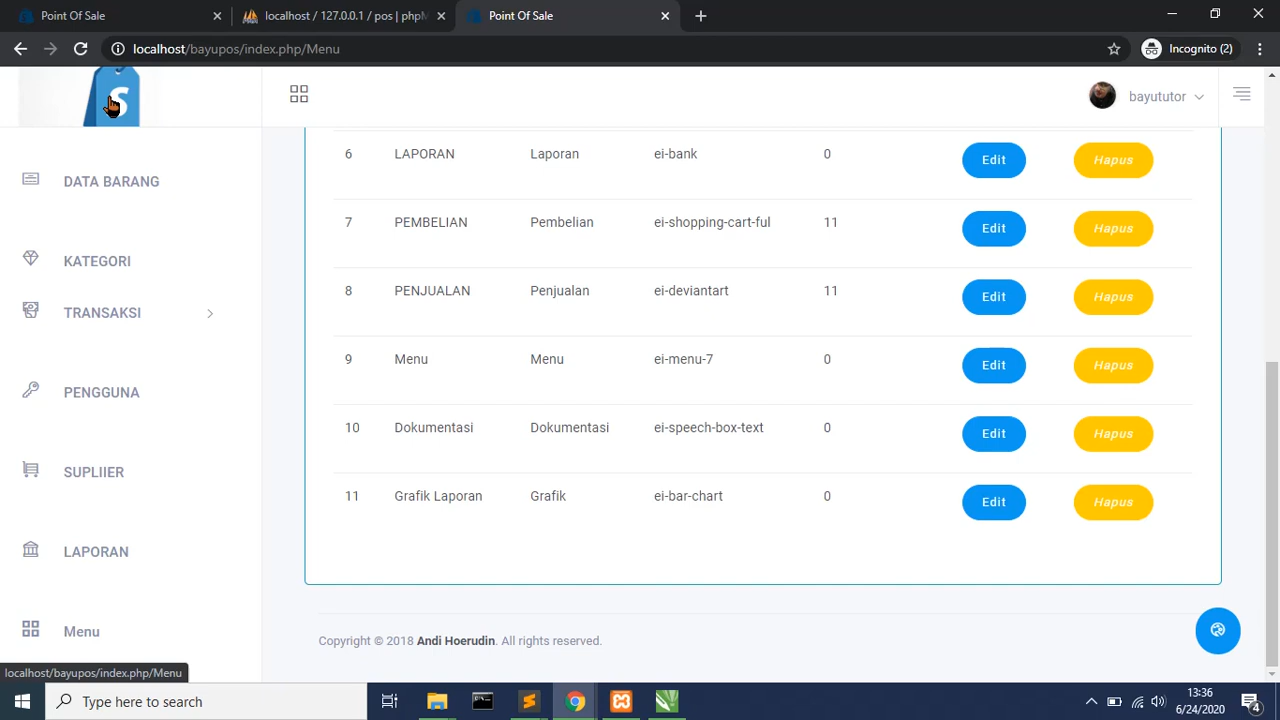 Point Of Sale
localhost / 127.0.0.1 / pos | phpM
Point Of Sale
localhost/bayupos/index.php/Menu
Incognito (2)
S
bayututor
DATA BARANG
KATEGORI
TRANSAKSI
PENGGUNA
SUPLIIER
LAPORAN
Menu
6 LAPORAN Laporan ei-bank 0 Edit Hapus
7 PEMBELIAN Pembelian ei-shopping-cart-ful 11 Edit Hapus
8 PENJUALAN Penjualan ei-deviantart 11 Edit Hapus
9 Menu Menu ei-menu-7 0 Edit Hapus
10 Dokumentasi Dokumentasi ei-speech-box-text 0 Edit Hapus
11 Grafik Laporan Grafik ei-bar-chart 0 Edit Hapus
Copyright © 2018 Andi Hoerudin. All rights reserved.
localhost/bayupos/index.php/Menu
Type here to search
13:36
6/24/2020
4